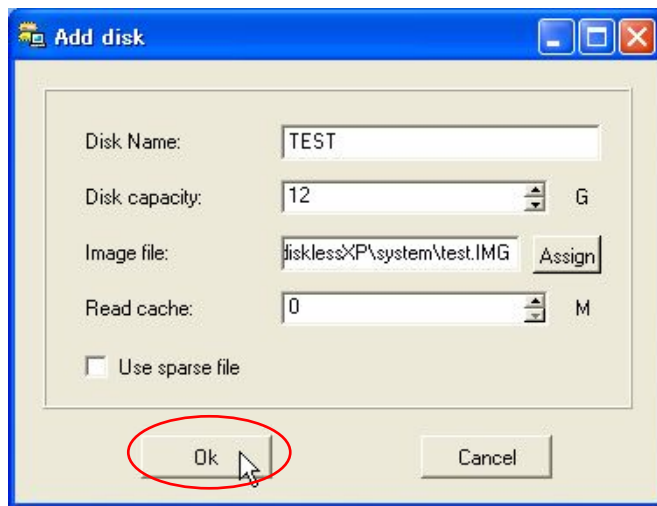 Add disk
Disk Name: TEST
Disk capacity: 12 G
Image file: disklessXP\system\test.IMG Assign
Read cache: 0 M
Use sparse file
Ok Cancel